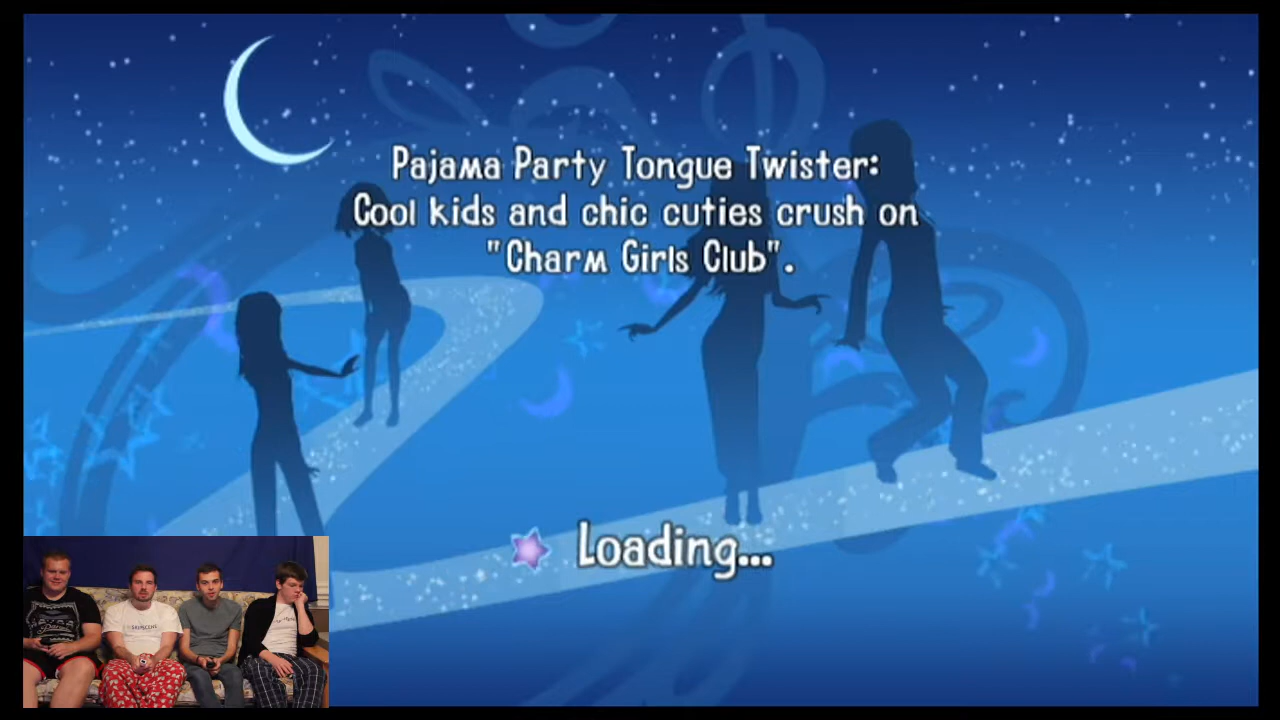 Pajama Party Tongue Twister:
Cool kids and chic cuties crush on
"Charm Girls Club".
Loading...